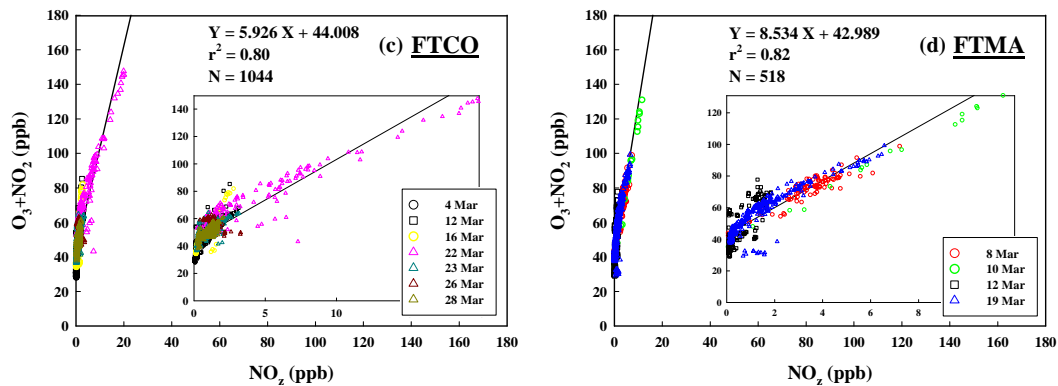 Y = 5.926 X + 44.008
r2 = 0.80
N = 1044
(c) FTCO
O3+NO2 (ppb)
180
160
140
120
100
80
60
40
20
0
0 20 40 60 80 100 120 140 160 180
NOz (ppb)
140
120
100
80
60
40
20
0
0 5 10
4 Mar
12 Mar
16 Mar
22 Mar
23 Mar
26 Mar
28 Mar
Y = 8.534 X + 42.989
r2 = 0.82
N = 518
(d) FTMA
O3+NO2 (ppb)
180
160
140
120
100
80
60
40
20
0
0 20 40 60 80 100 120 140 160 180
NOz (ppb)
120
100
80
60
40
20
0
0 2 4 6 8
8 Mar
10 Mar
12 Mar
19 Mar